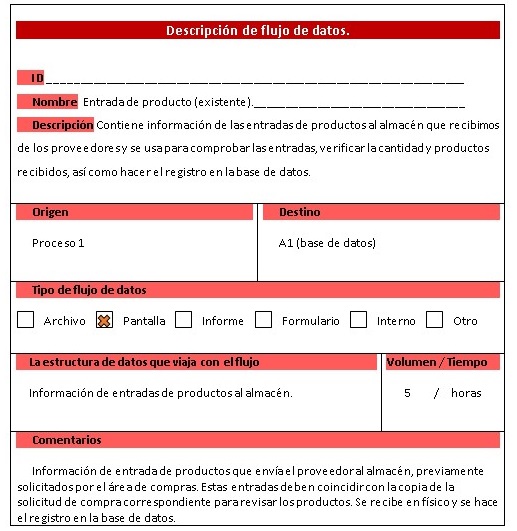 Descripción de flujo de datos.
ID_______________________________________________
Nombre Entrada de producto (existente)._______________________
Descripción Contiene información de las entradas de productos al almacén que recibimos
de los proveedores y se usa para comprobar las entradas, verificar la cantidad y productos
recibidos, así como hacer el registro en la base de datos.
Origen Destino
Proceso 1 A1 (base de datos)
Tipo de flujo de datos
Archivo Pantalla Informe Formulario Interno Otro
La estructura de datos que viaja con el flujo Volumen / Tiempo
Información de entradas de productos al almacén. 5 / horas
Comentarios
Información de entrada de productos que envía el proveedor al almacén, previamente
solicitados por el área de compras. Estas entradas deben coincidir con la copia de la
solicitud de compra correspondiente para revisar los productos. Se recibe en físico y se hace
el registro en la base de datos.